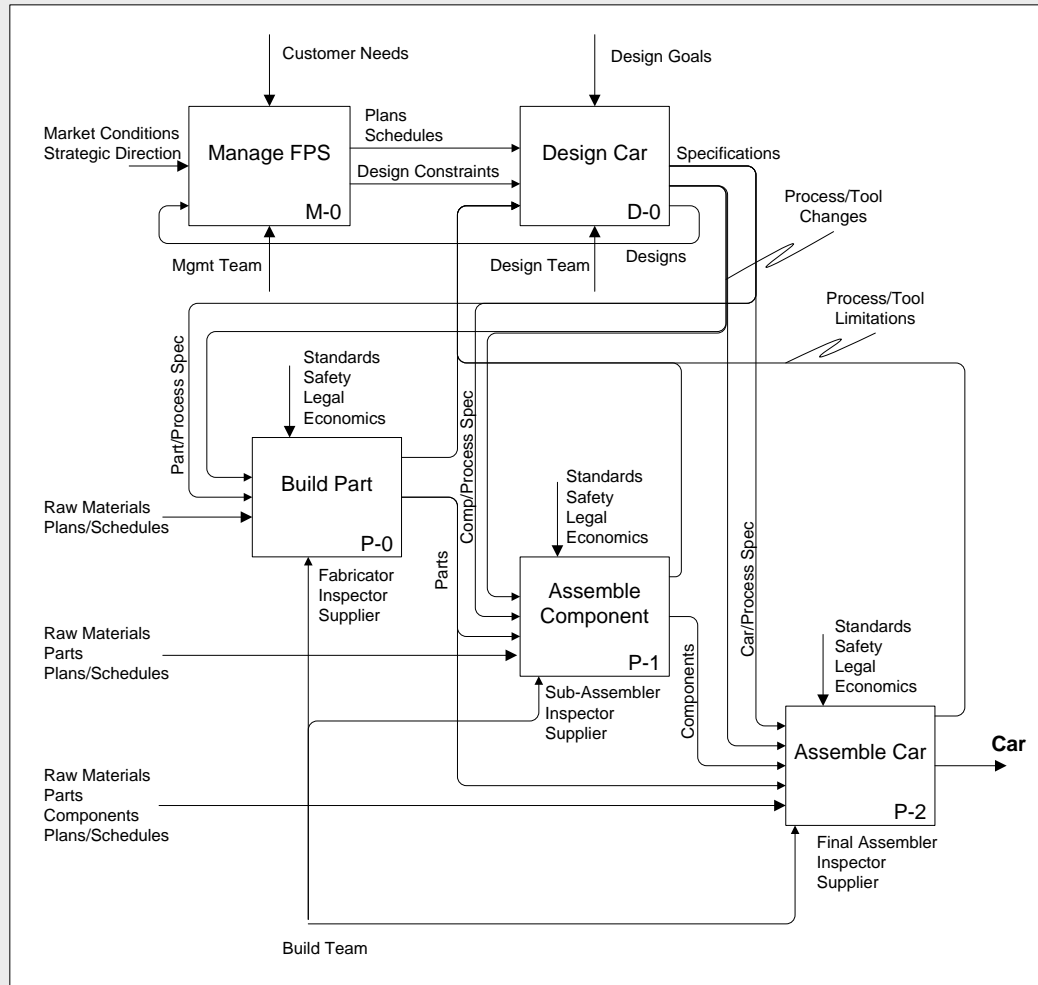 Customer Needs
Design Goals
Market Conditions
Strategic Direction
Manage FPS
M-0
Plans
Schedules
Design Constraints
Design Car
D-0
Specifications
Process/Tool
Changes
Mgmt Team
Design Team
Designs
Process/Tool
Limitations
Part/Process Spec
Standards
Safety
Legal
Economics
Comp/Process Spec
Build Part
P-0
Raw Materials
Plans/Schedules
Standards
Safety
Legal
Economics
Parts
Fabricator
Inspector
Supplier
Assemble
Component
P-1
Car/Process Spec
Raw Materials
Parts
Plans/Schedules
Standards
Safety
Legal
Economics
Sub-Assembler
Inspector
Supplier
Components
Assemble Car
P-2
Car
Raw Materials
Parts
Components
Plans/Schedules
Final Assembler
Inspector
Supplier
Build Team